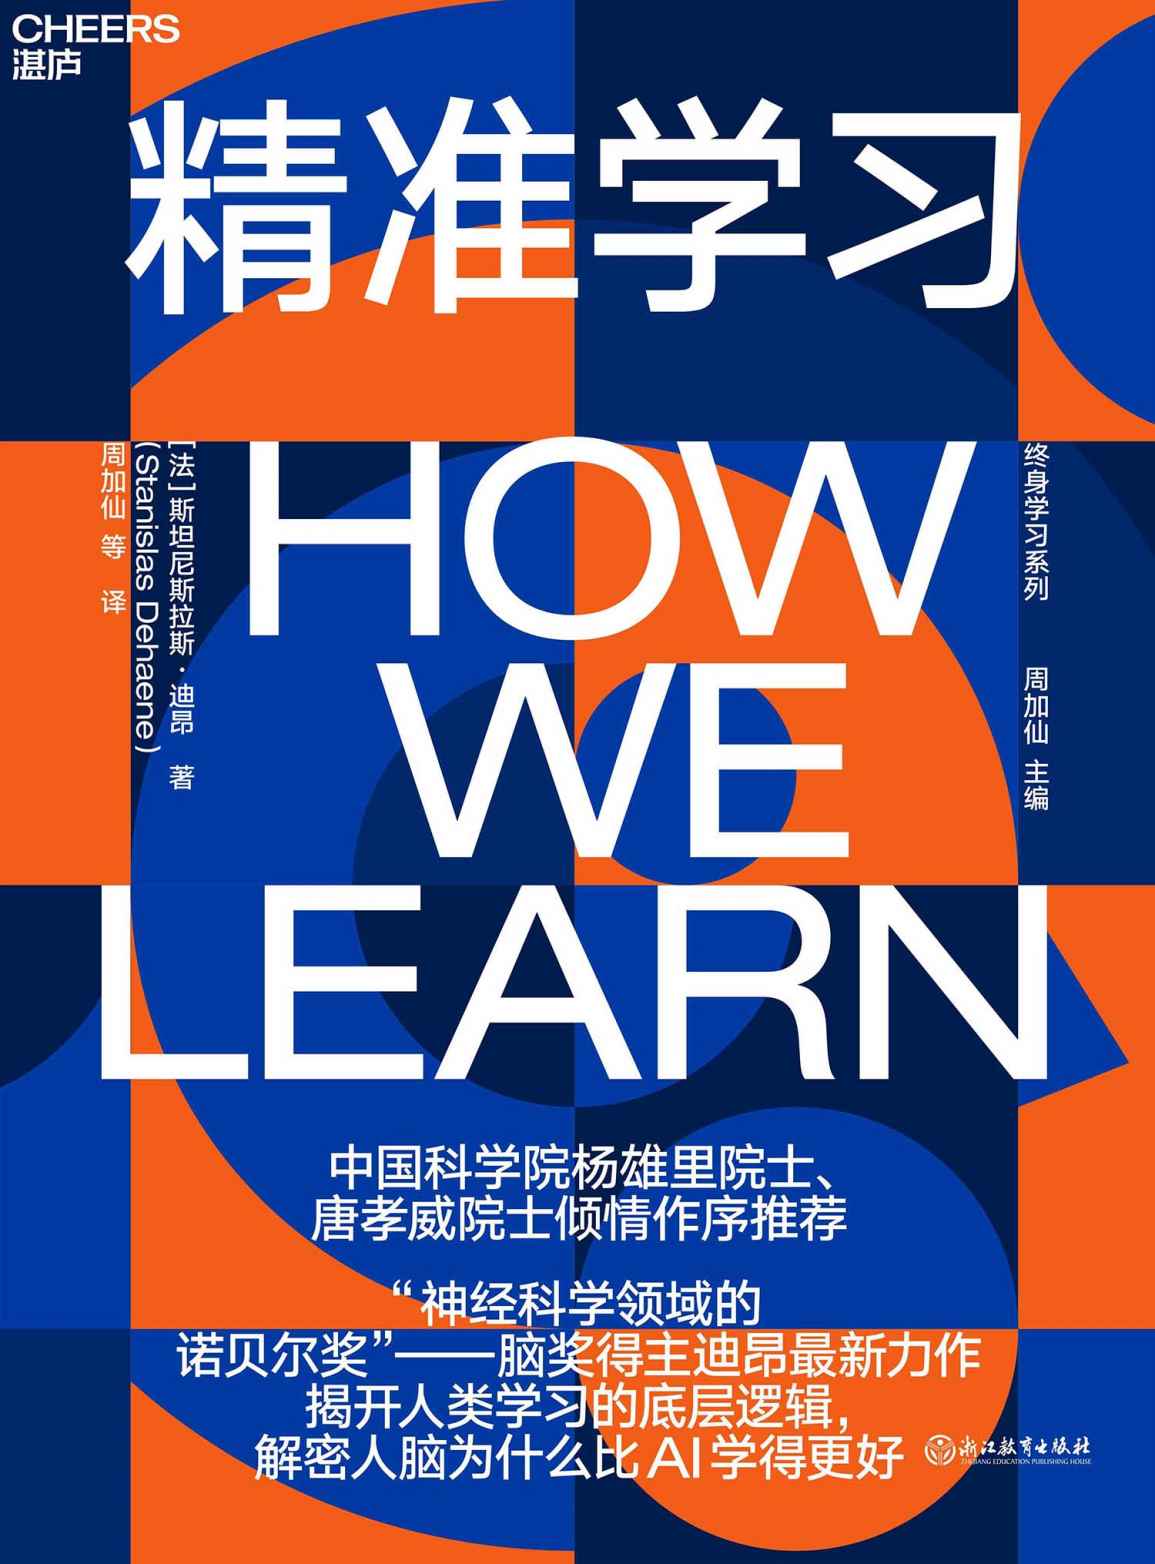 CHEERS
湛庐
精准学习
[法]斯坦尼斯拉斯·迪昂 著
(Stanislas Dehaene)
周加仙 等 译
HOW
WE
LEARN
终身学习系列 周加仙 主编
中国科学院杨雄里院士、
唐孝威院士倾情作序推荐
“神经科学领域的
诺贝尔奖”——脑奖得主迪昂最新力作
揭开人类学习的底层逻辑，
解密人脑为什么比AI学得更好
浙江教育出版社
ZHEJIANG EDUCATION PUBLISHING HOUSE